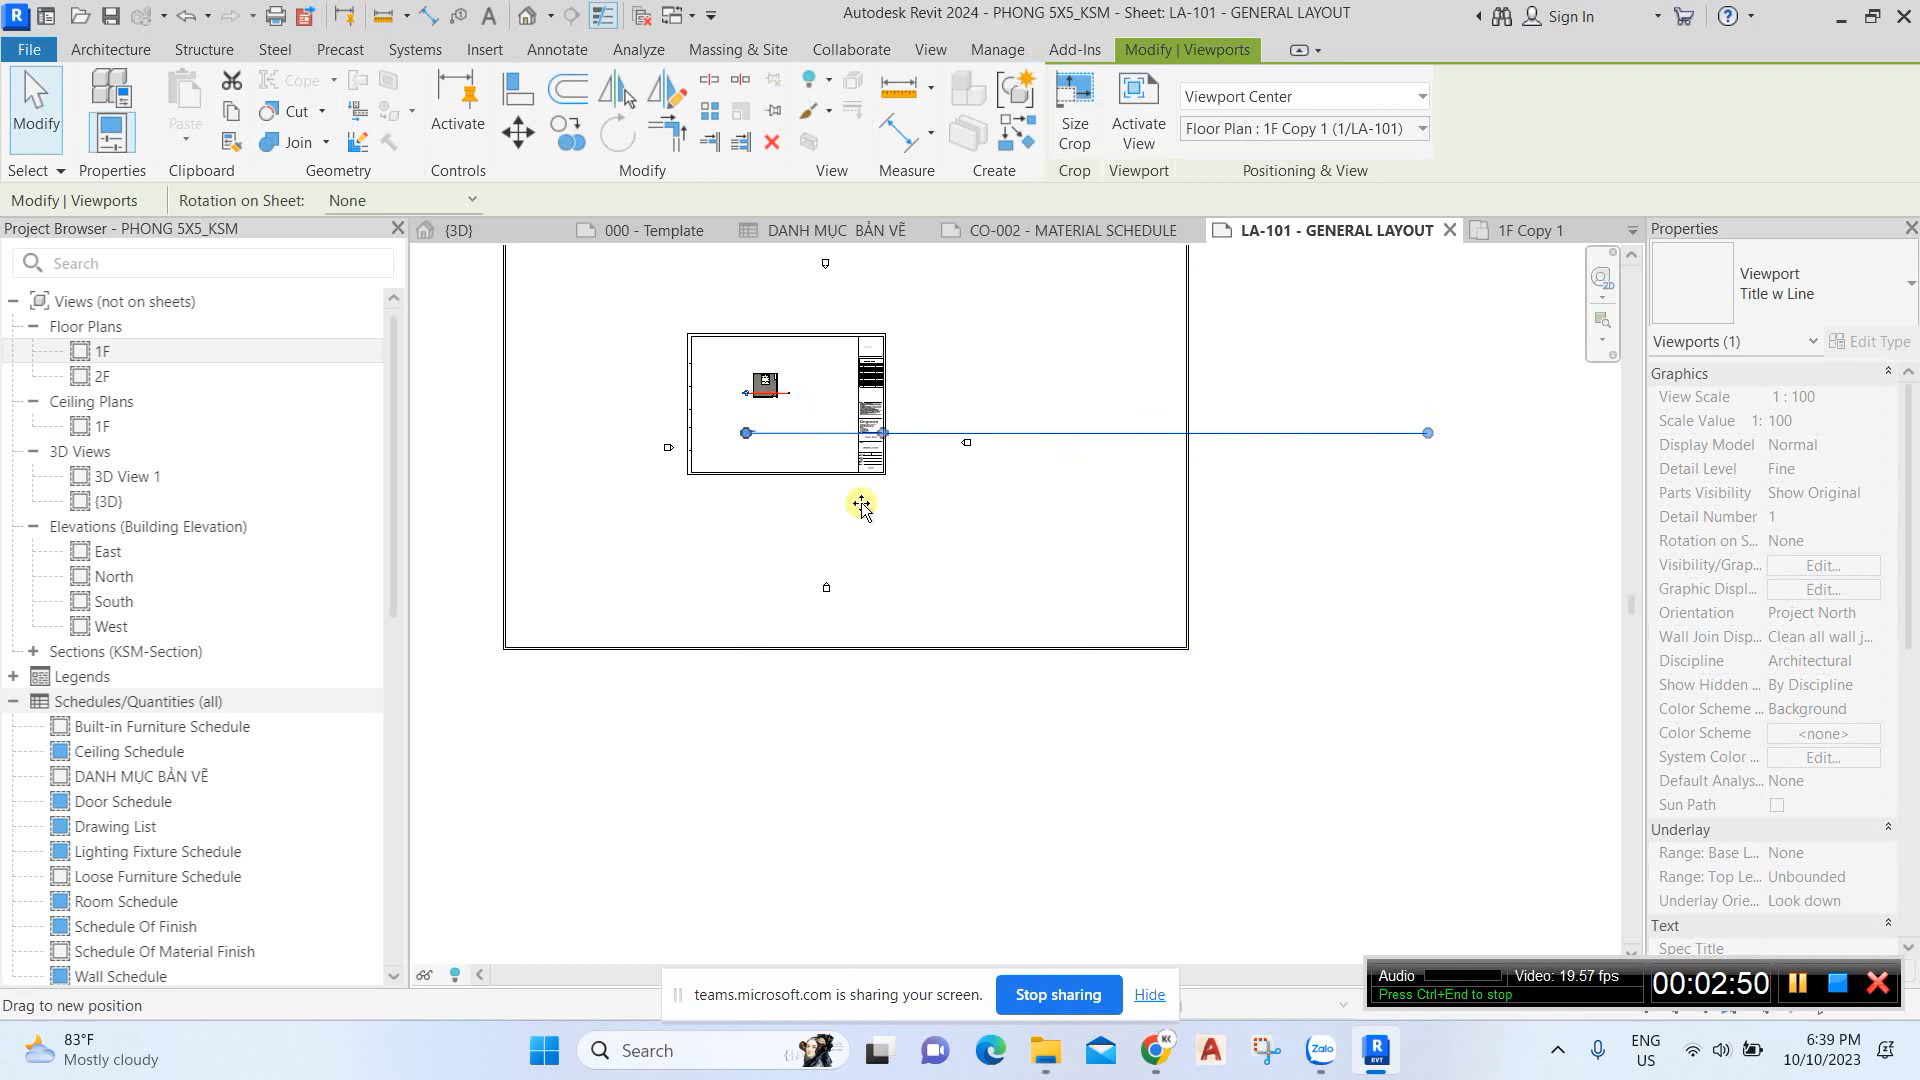 Autodesk Revit 2024 - PHONG 5X5_KSM - Sheet: LA-101 - GENERAL LAYOUT
Sign In
File Architecture Structure Steel Precast Systems Insert Annotate Analyze Massing & Site Collaborate View Manage Add-Ins Modify | Viewports
Modify
Paste
Cope
Cut
Join
Activate
Size Crop
Activate View
Viewport Center
Floor Plan : 1F Copy 1 (1/LA-101)
Select Properties Clipboard Geometry Controls Modify View Measure Create Crop Viewport Positioning & View
Modify | Viewports Rotation on Sheet: None
Project Browser - PHONG 5X5_KSM
{3D} 000 - Template DANH MỤC BẢN VẼ CO-002 - MATERIAL SCHEDULE LA-101 - GENERAL LAYOUT 1F Copy 1
Search
Views (not on sheets)
Floor Plans
1F
2F
Ceiling Plans
1F
3D Views
3D View 1
{3D}
Elevations (Building Elevation)
East
North
South
West
Sections (KSM-Section)
Legends
Schedules/Quantities (all)
Built-in Furniture Schedule
Ceiling Schedule
DANH MỤC BẢN VẼ
Door Schedule
Drawing List
Lighting Fixture Schedule
Loose Furniture Schedule
Room Schedule
Schedule Of Finish
Schedule Of Material Finish
Wall Schedule
2D
Properties
Viewport
Title w Line
Viewports (1) Edit Type
Graphics
View Scale 1 : 100
Scale Value 1: 100
Display Model Normal
Detail Level Fine
Parts Visibility Show Original
Detail Number 1
Rotation on S... None
Visibility/Grap... Edit...
Graphic Displ... Edit...
Orientation Project North
Wall Join Disp... Clean all wall j...
Discipline Architectural
Show Hidden ... By Discipline
Color Scheme ... Background
Color Scheme <none>
System Color ... Edit...
Default Analys... None
Sun Path
Underlay
Range: Base L... None
Range: Top Le... Unbounded
Underlay Orie... Look down
Text
Spec Title
Drag to new position
teams.microsoft.com is sharing your screen. Stop sharing Hide
Audio Video: 19.57 fps
Press Ctrl+End to stop
00:02:50
83°F
Mostly cloudy
Search
KK
Zalo
R
RVT
ENG
US
6:39 PM
10/10/2023